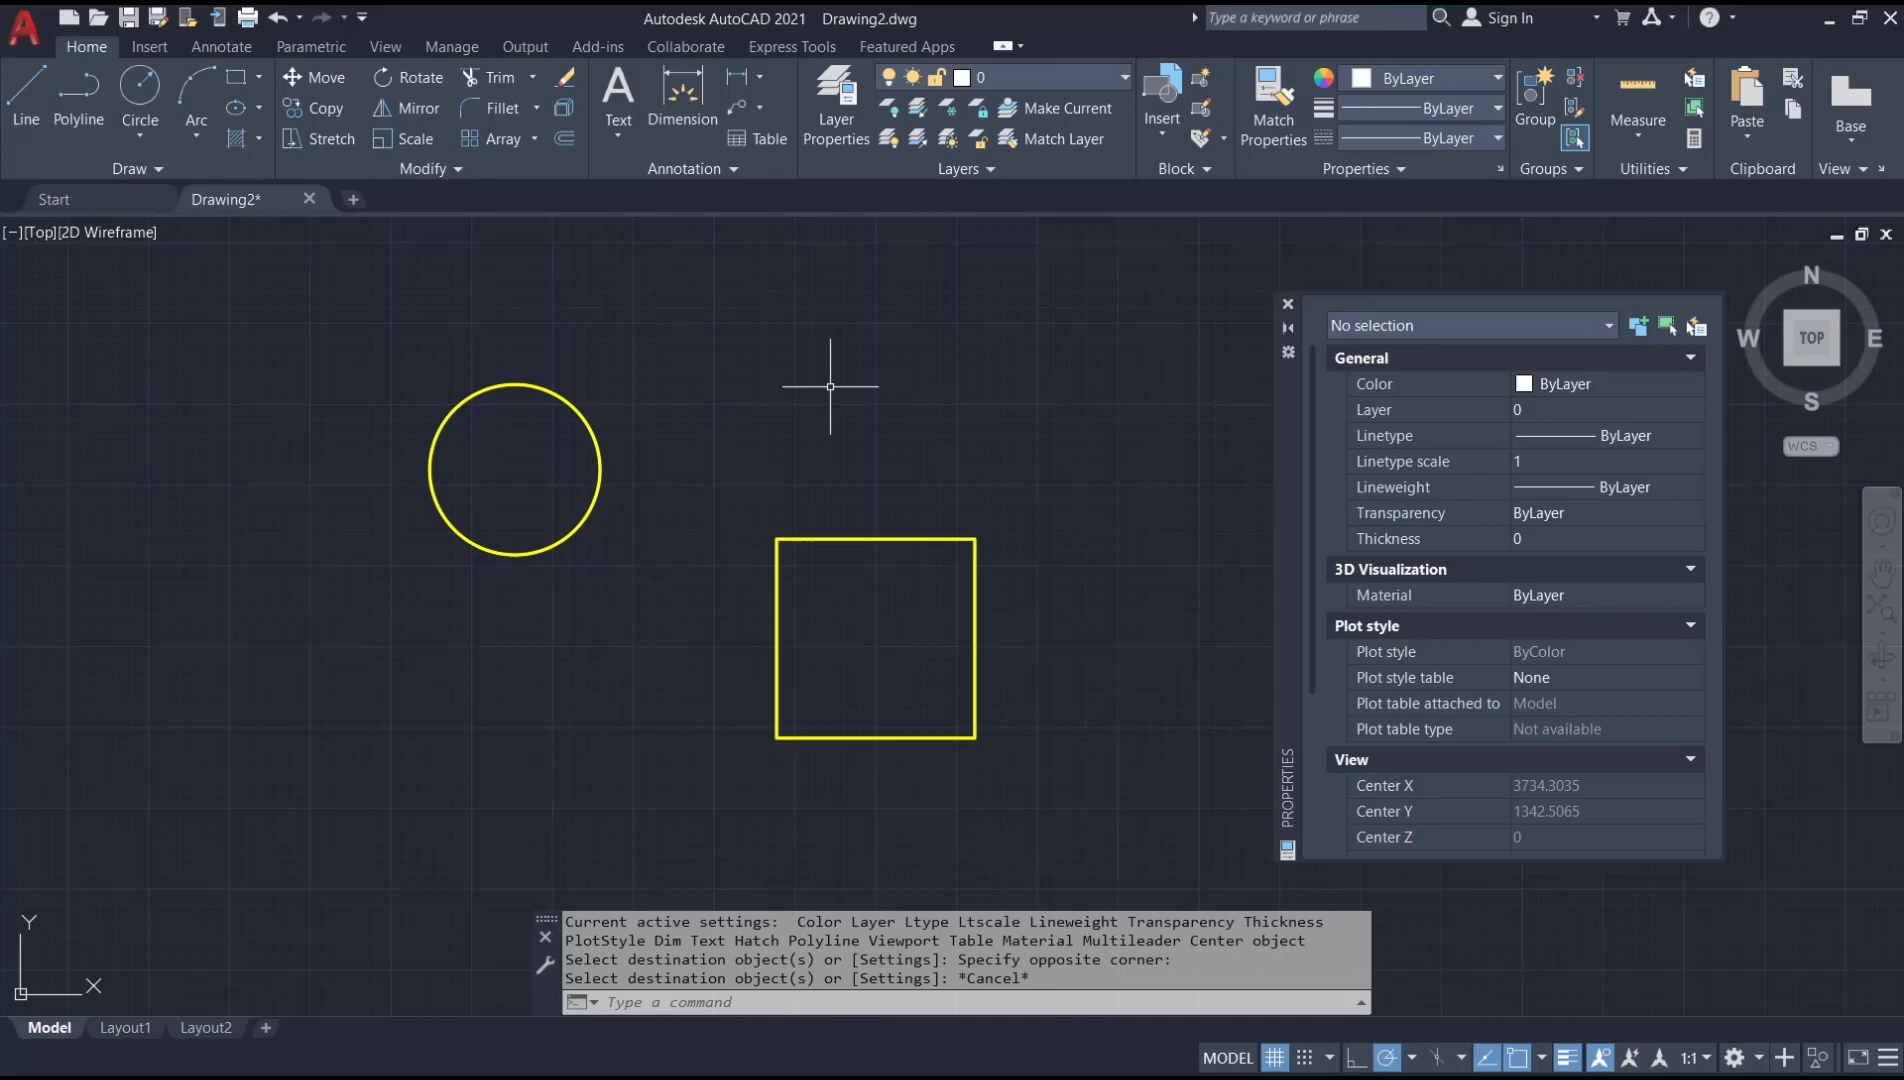 Autodesk AutoCAD 2021 Drawing2.dwg
Type a keyword or phrase
Sign In
Home Insert Annotate Parametric View Manage Output Add-ins Collaborate Express Tools Featured Apps
Line
Polyline
Circle
Arc
Draw
Move
Rotate
Trim
Copy
Mirror
Fillet
Stretch
Scale
Array
Modify
Text
Dimension
Table
Annotation
Layer
Properties
0
Make Current
Match Layer
Layers
Insert
Block
Match
Properties
ByLayer
ByLayer
ByLayer
Properties
Group
Groups
Measure
Utilities
Paste
Clipboard
Base
View
Start
Drawing2*
[−][Top][2D Wireframe]
N
W
TOP
E
S
WCS
No selection
General
Color ByLayer
Layer 0
Linetype ByLayer
Linetype scale 1
Lineweight ByLayer
Transparency ByLayer
Thickness 0
3D Visualization
Material ByLayer
Plot style
Plot style ByColor
Plot style table None
Plot table attached to Model
Plot table type Not available
View
Center X 3734.3035
Center Y 1342.5065
Center Z 0
PROPERTIES
Current active settings: Color Layer Ltype Ltscale Lineweight Transparency Thickness
PlotStyle Dim Text Hatch Polyline Viewport Table Material Multileader Center object
Select destination object(s) or [Settings]: Specify opposite corner:
Select destination object(s) or [Settings]: *Cancel*
Type a command
Y
X
Model Layout1 Layout2
MODEL
1:1